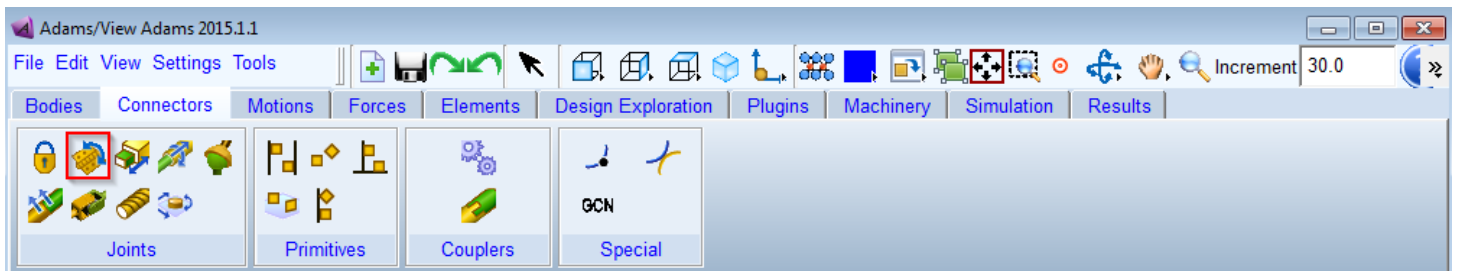 Adams/View Adams 2015.1.1
File Edit View Settings Tools Increment 30.0
Bodies Connectors Motions Forces Elements Design Exploration Plugins Machinery Simulation Results
GCN
Joints Primitives Couplers Special